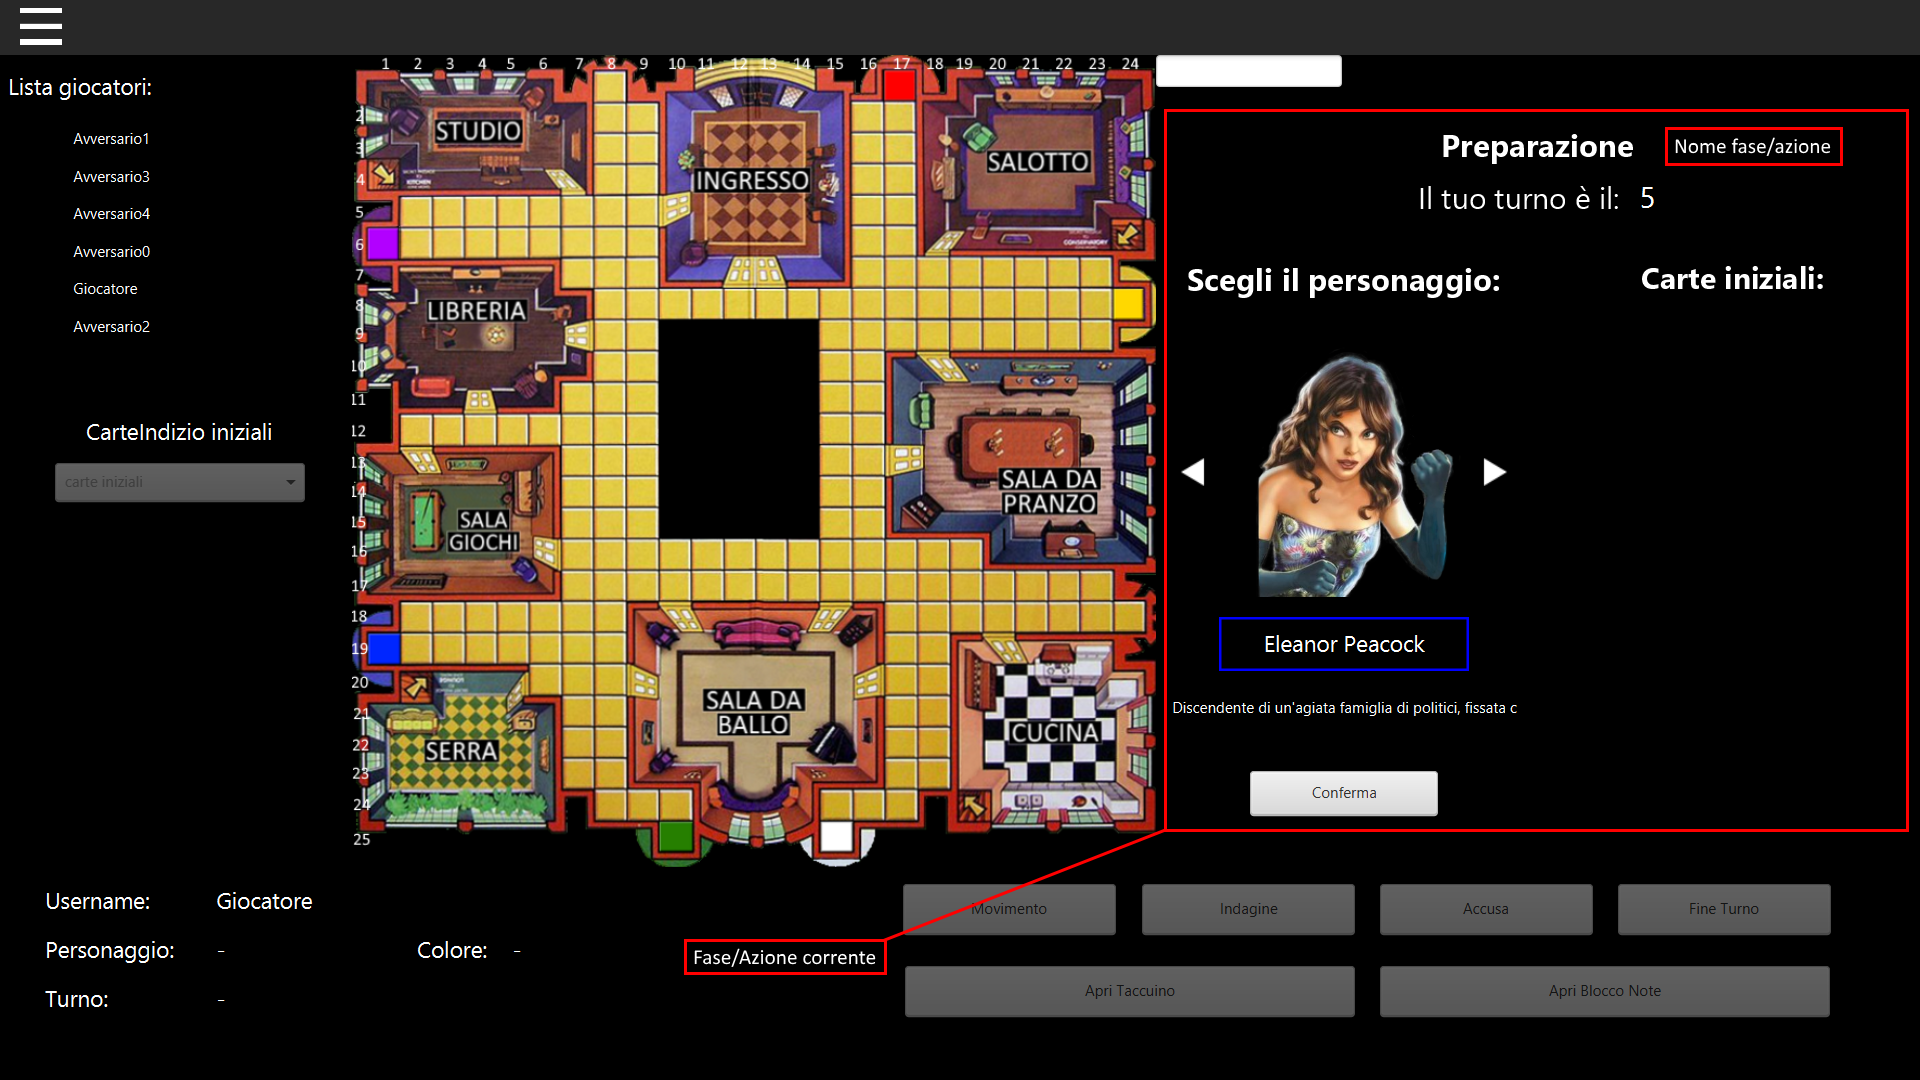 Lista giocatori:
Avversario1
Avversario3
Avversario4
Avversario0
Giocatore
Avversario2
CarteIndizio iniziali
carte iniziali
1 2 3 4 5 6 7 8 9 10 11 12 13 14 15 16 17 18 19 20 21 22 23 24
2
3
4
5
6
7
8
9
10
11
12
13
14
15
16
17
18
19
20
21
22
23
24
25
STUDIO
INGRESSO
SALOTTO
LIBRERIA
SALA DA
PRANZO
SALA
GIOCHI
SALA DA
BALLO
SERRA
CUCINA
KITCHEN
CONSERVATORY
Preparazione
Nome fase/azione
Il tuo turno è il: 5
Scegli il personaggio:
Carte iniziali:
Eleanor Peacock
Discendente di un'agiata famiglia di politici, fissata c
Conferma
Username: Giocatore
Personaggio: -
Colore: -
Turno: -
Fase/Azione corrente
Movimento
Indagine
Accusa
Fine Turno
Apri Taccuino
Apri Blocco Note